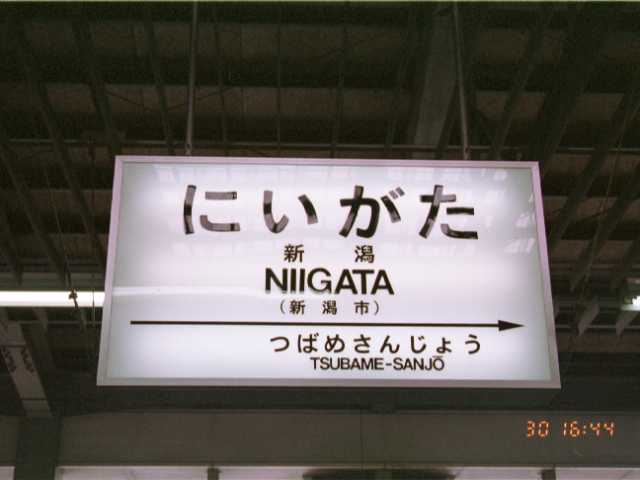 にいがた
新潟
NIIGATA
(新潟市)
つばめさんじょう
TSUBAME-SANJŌ
30 16:44